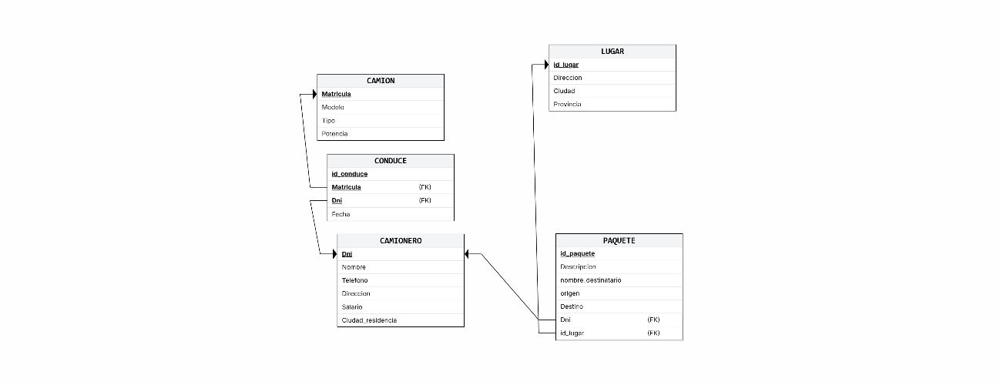 CAMION
Matricula
Modelo
Tipo
Potencia
CONDUCE
id_conduce
Matricula (FK)
Dni (FK)
Fecha
CAMIONERO
Dni
Nombre
Telefono
Direccion
Salario
Ciudad_residencia
LUGAR
id_lugar
Direccion
Ciudad
Provincia
PAQUETE
id_paquete
Descripcion
nombre_destinatario
origen
Destino
Dni (FK)
id_lugar (FK)